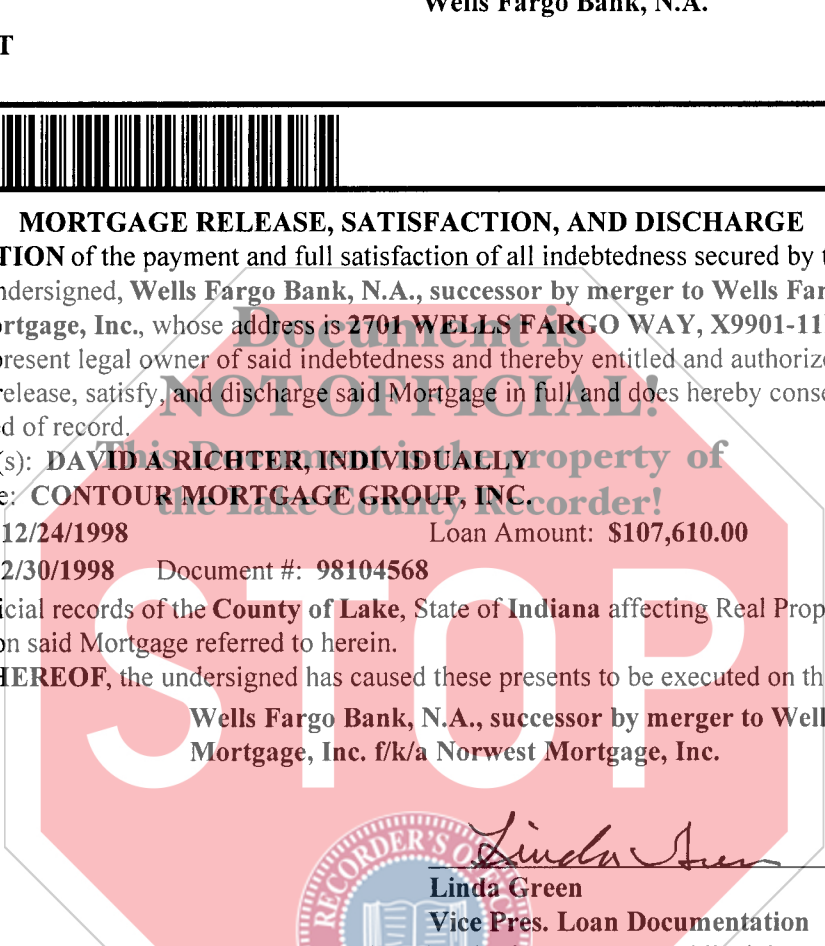 Wells Fargo Bank, N.A.
T
MORTGAGE RELEASE, SATISFACTION, AND DISCHARGE
TION of the payment and full satisfaction of all indebtedness secured by t
ndersigned, Wells Fargo Bank, N.A., successor by merger to Wells Far
rtgage, Inc., whose address is 2701 WELLS FARGO WAY, X9901-11
Document is
resent legal owner of said indebtedness and thereby entitled and authorize
release, satisfy, and discharge said Mortgage in full and does hereby conse
NOT OFFICIAL!
d of record.
(s): DAVID A RICHTER, INDIVIDUALLY
This Document is the property of
e: CONTOUR MORTGAGE GROUP, INC.
the Lake County Recorder!
12/24/1998 Loan Amount: $107,610.00
2/30/1998 Document #: 98104568
icial records of the County of Lake, State of Indiana affecting Real Prop
on said Mortgage referred to herein.
HEREOF, the undersigned has caused these presents to be executed on th
STOP
Wells Fargo Bank, N.A., successor by merger to Well
Mortgage, Inc. f/k/a Norwest Mortgage, Inc.
RECORDER'S OFFICE
Linda Green
Linda Green
Vice Pres. Loan Documentation